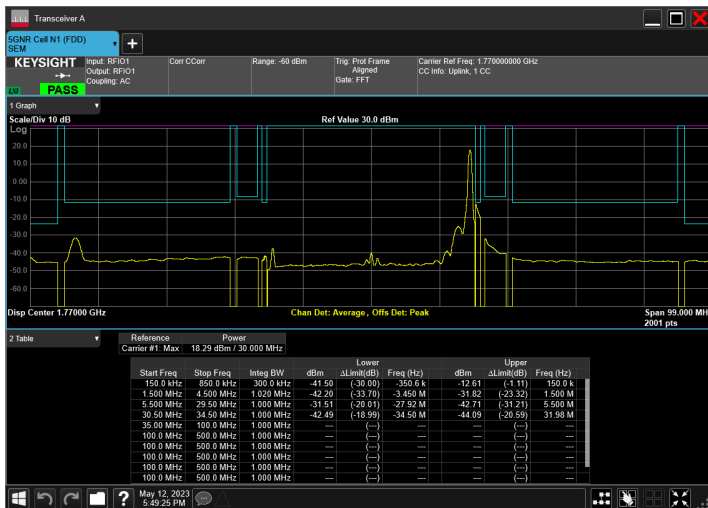 Transceiver A
5GNR Cell N1 (FDD)
SEM
KEYSIGHT
Input: RFIO1
Output: RFIO1
Coupling: AC
Corr CCorr
Range: -60 dBm
Trig: Prot Frame
Aligned
Gate: FFT
Carrier Ref Freq: 1.770000000 GHz
CC Info: Uplink, 1 CC
PASS
1 Graph
Scale/Div 10 dB
Ref Value 30.0 dBm
Log
20.0
10.0
0.00
-10.0
-20.0
-30.0
-40.0
-50.0
-60.0
Disp Center 1.77000 GHz
Chan Det: Average, Offs Det: Peak
Span 99.000 MH
2001 pts
2 Table
Reference Power
Carrier #1: Max 18.29 dBm / 30.000 MHz
Lower Upper
Start Freq Stop Freq Integ BW dBm ΔLimit(dB) Freq (Hz) dBm ΔLimit(dB) Freq (Hz)
150.0 kHz 850.0 kHz 300.0 kHz -41.50 (-30.00) -350.6 k -12.61 (-1.11) 150.0 k
1.500 MHz 4.500 MHz 1.020 MHz -42.20 (-33.70) -3.450 M -31.82 (-23.32) 1.500 M
5.500 MHz 29.50 MHz 1.000 MHz -31.51 (-20.01) -27.92 M -42.71 (-31.21) 5.500 M
30.50 MHz 34.50 MHz 1.000 MHz -42.49 (-18.99) -34.50 M -44.09 (-20.59) 31.98 M
35.00 MHz 100.0 MHz 1.000 MHz --- (---) --- --- (---) ---
100.0 MHz 500.0 MHz 1.000 MHz --- (---) --- --- (---) ---
100.0 MHz 500.0 MHz 1.000 MHz --- (---) --- --- (---) ---
100.0 MHz 500.0 MHz 1.000 MHz --- (---) --- --- (---) ---
100.0 MHz 500.0 MHz 1.000 MHz --- (---) --- --- (---) ---
100.0 MHz 500.0 MHz 1.000 MHz --- (---) --- --- (---) ---
May 12, 2023
5:49:25 PM